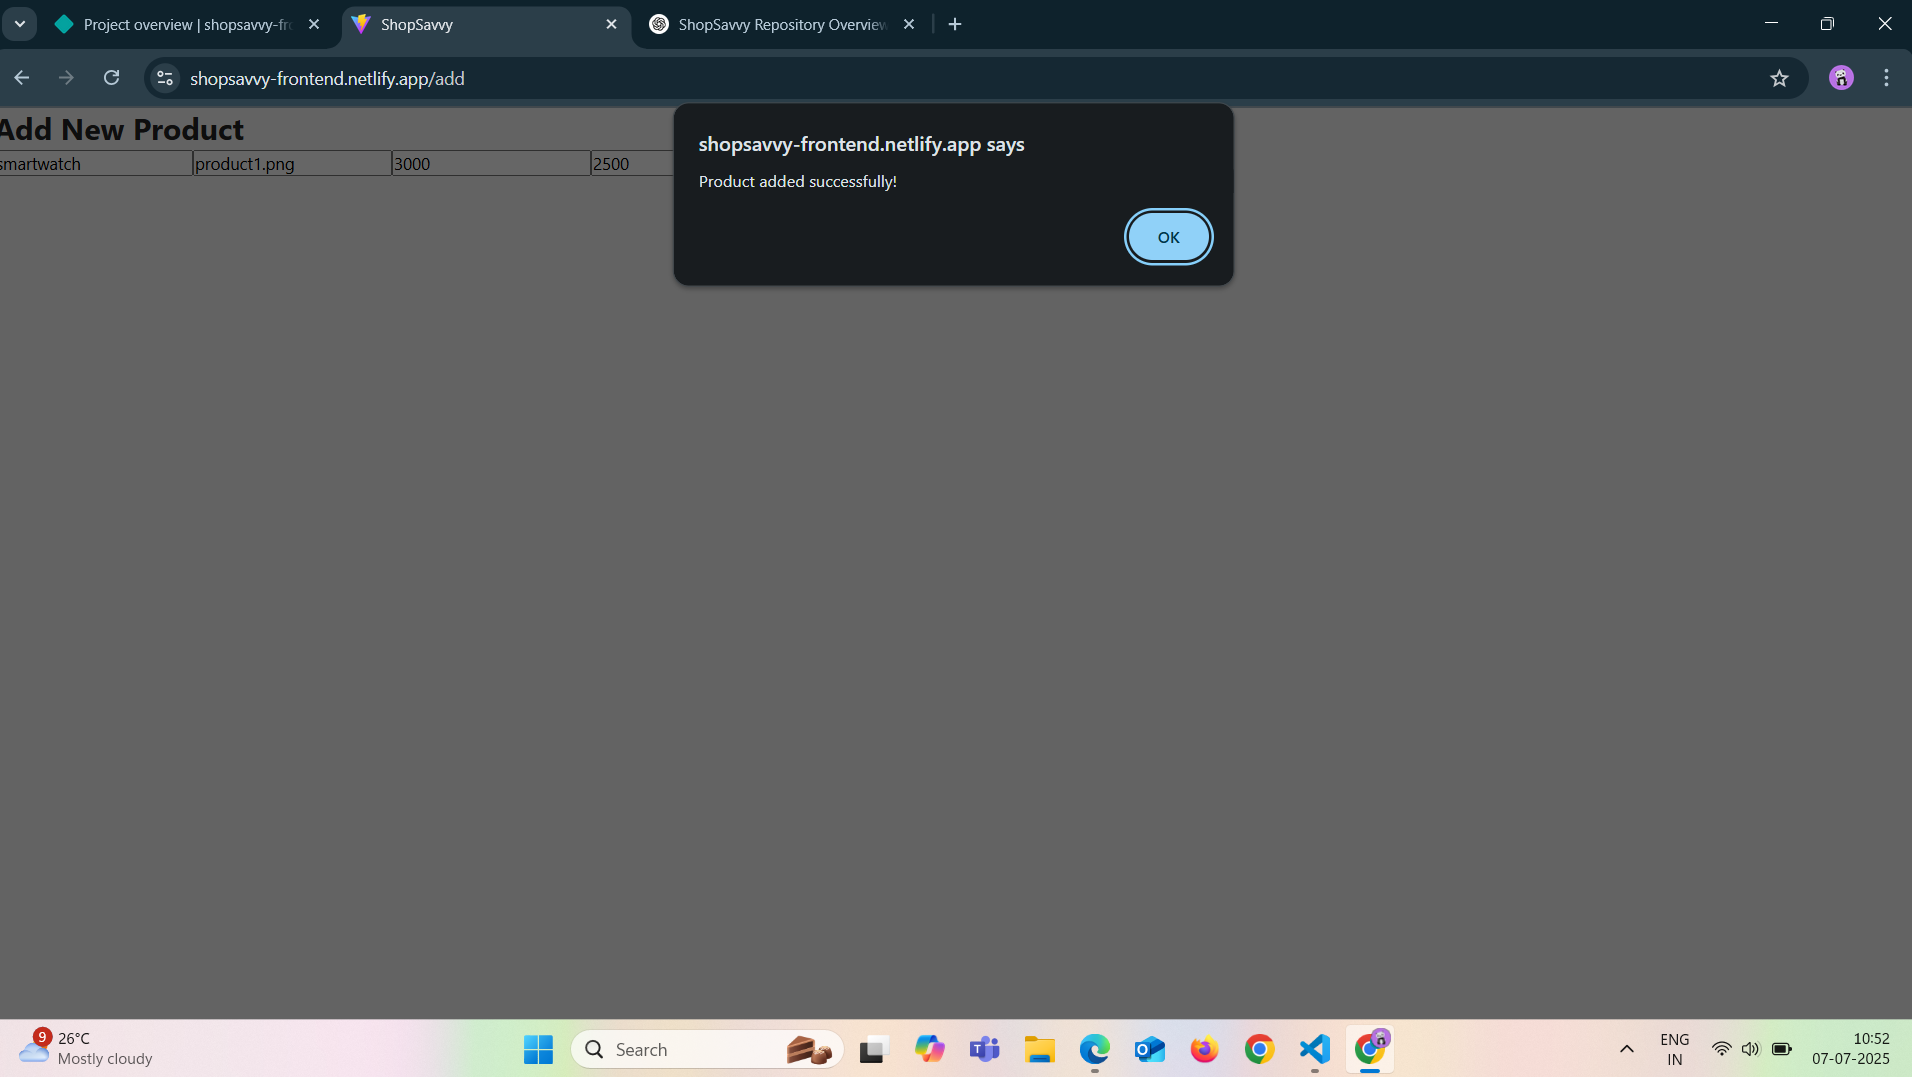 Project overview | shopsavvy-fr
ShopSavvy
ShopSavvy Repository Overview
shopsavvy-frontend.netlify.app/add
Add New Product
smartwatch
product1.png
3000
2500
shopsavvy-frontend.netlify.app says
Product added successfully!
OK
9
26°C
Mostly cloudy
Search
ENG
IN
10:52
07-07-2025